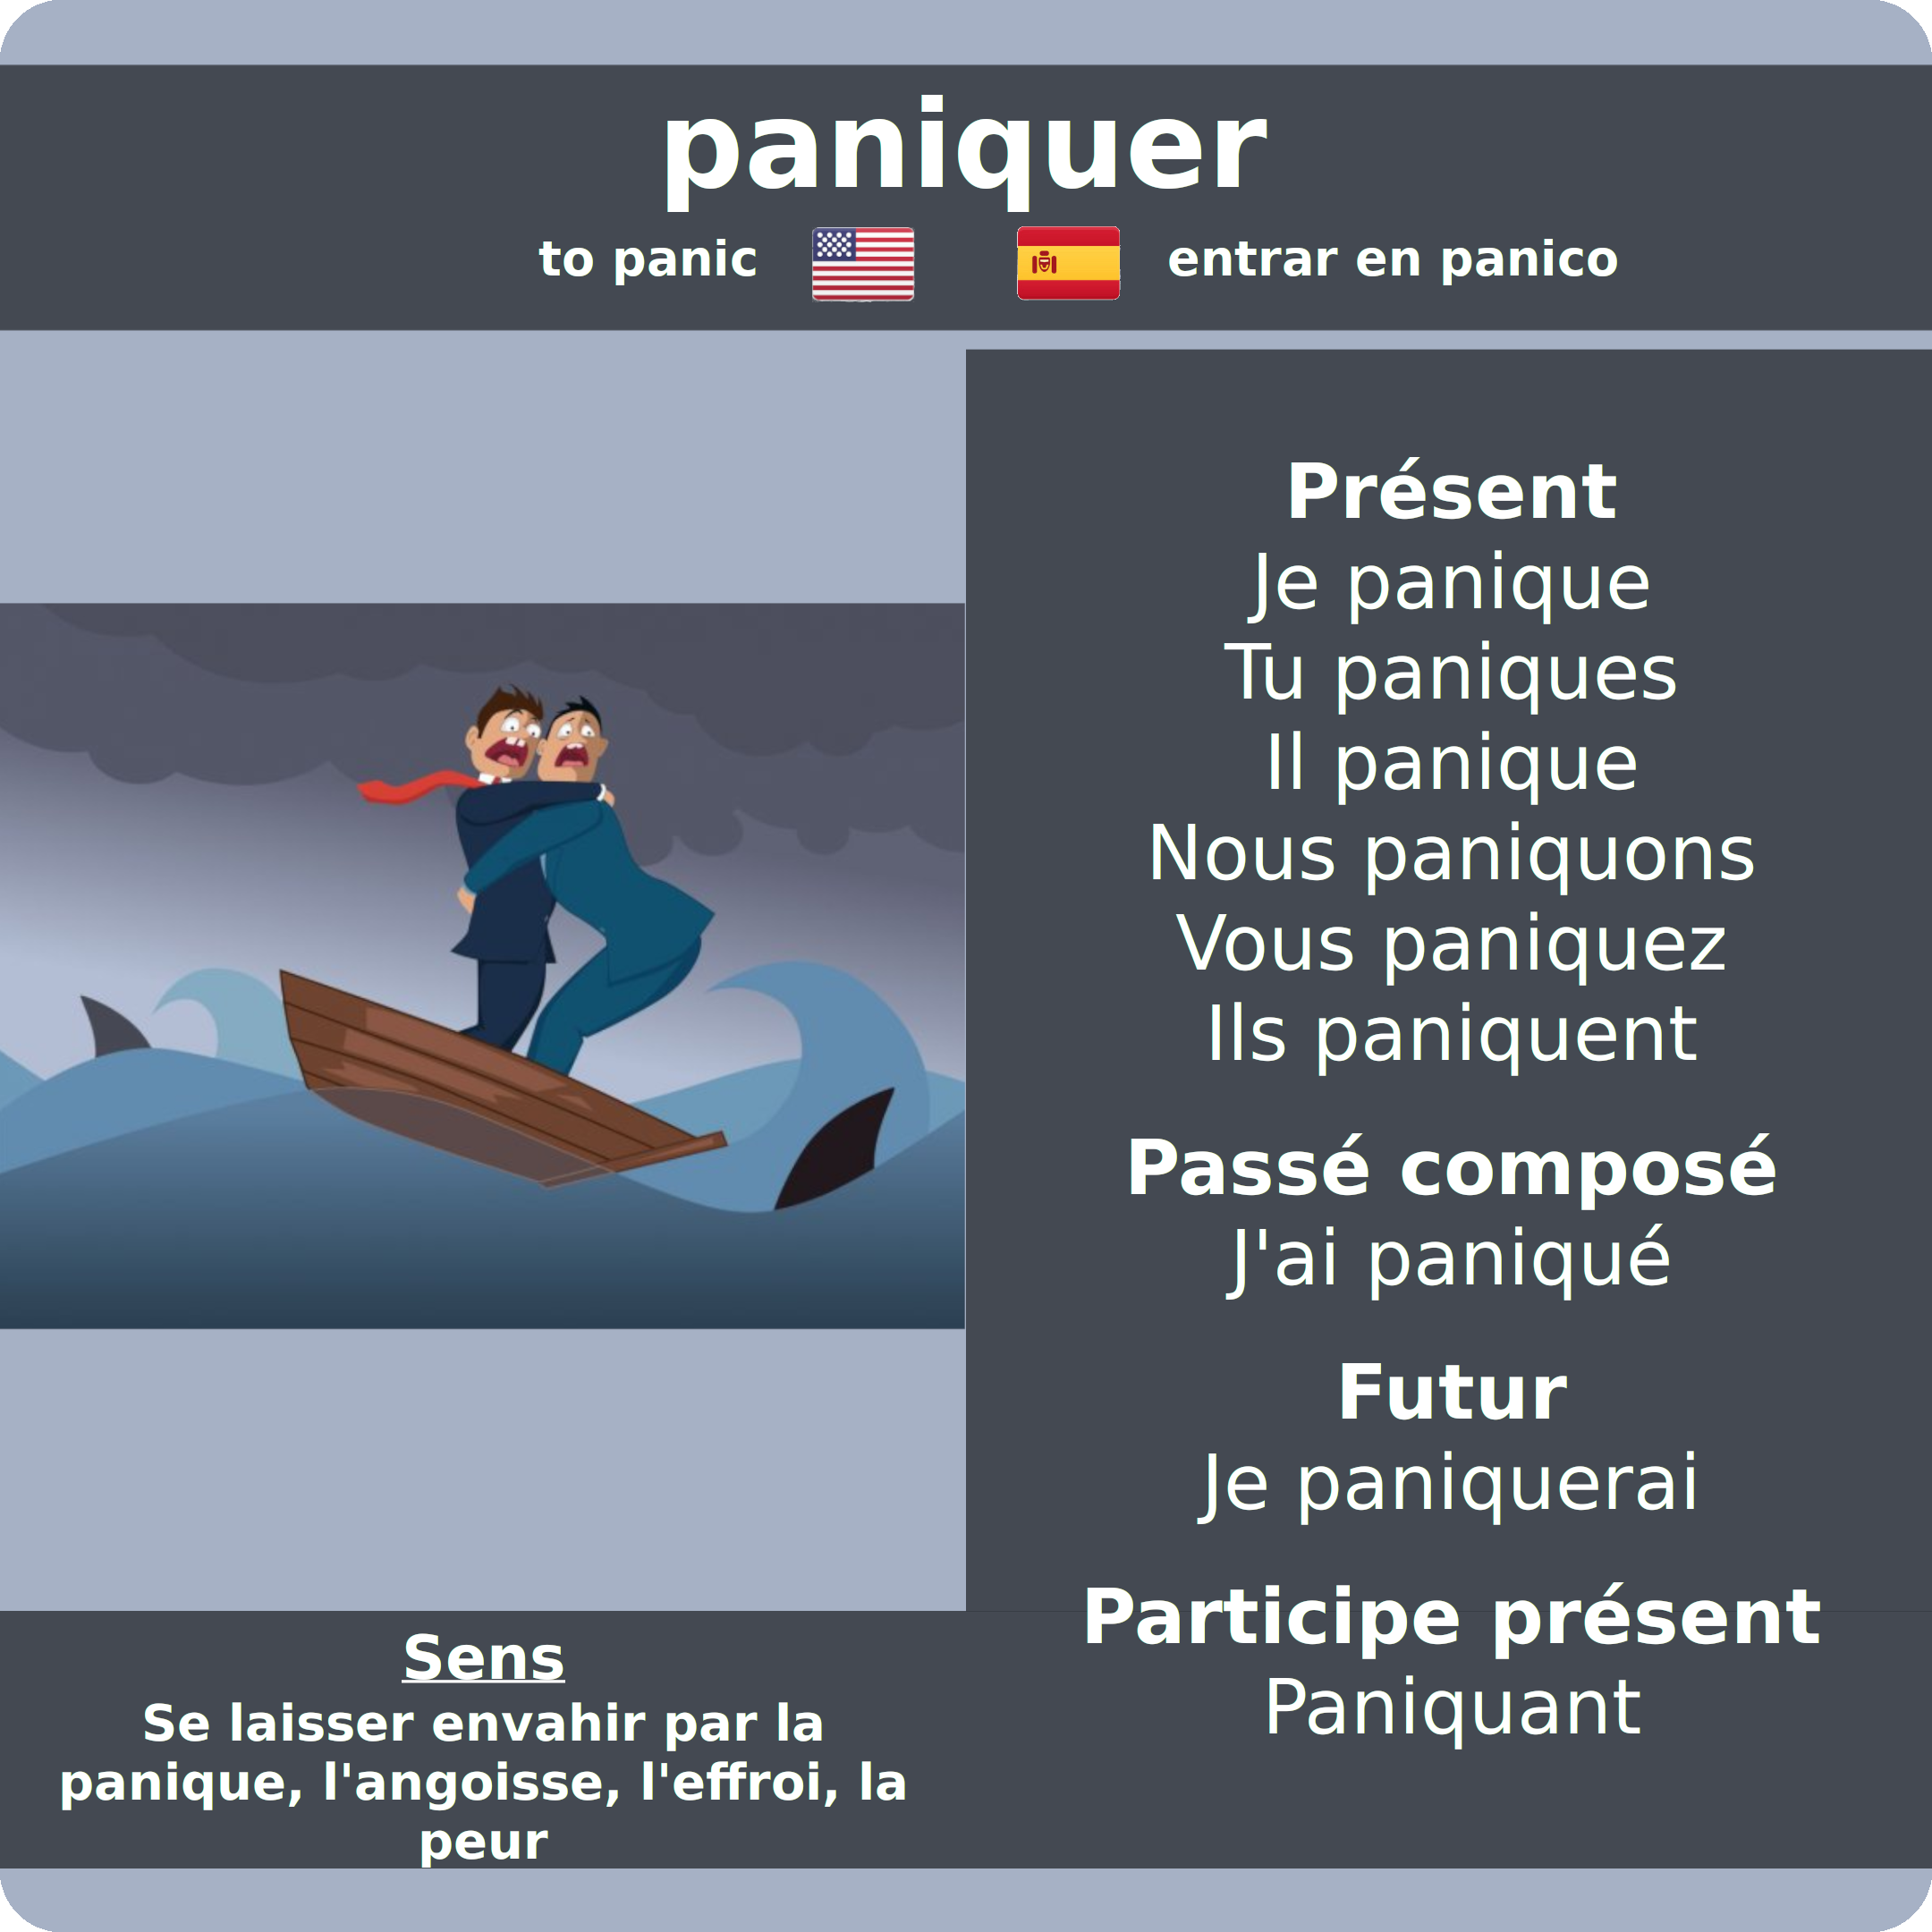 paniquer
to panic
entrar en panico
Présent
Je panique
Tu paniques
Il panique
Nous paniquons
Vous paniquez
Ils paniquent
Passé composé
J'ai paniqué
Futur
Je paniquerai
Participe présent
Paniquant
Sens
Se laisser envahir par la
panique, l'angoisse, l'effroi, la
peur